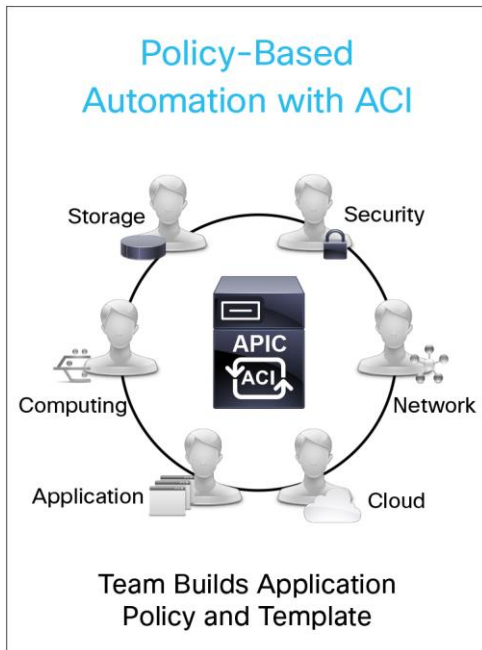 Policy-Based
Automation with ACI
Storage
Security
APIC
ACI
Computing
Network
Application
Cloud
Team Builds Application
Policy and Template